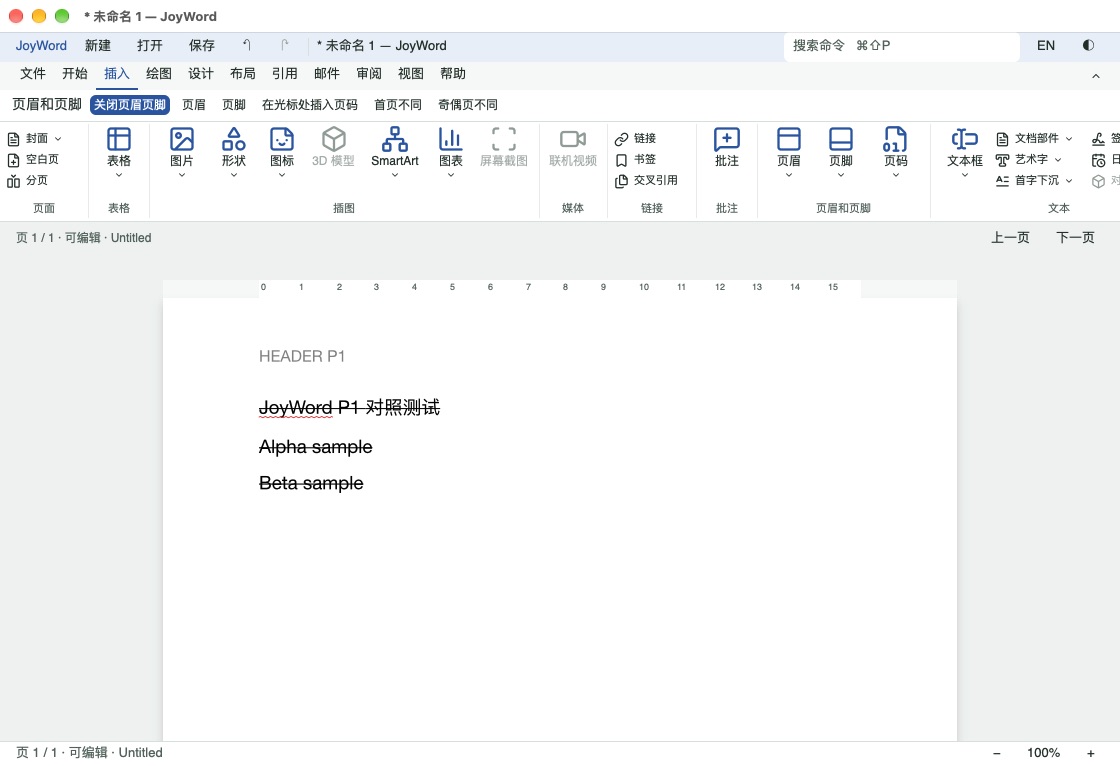 * 未命名 1 — JoyWord
JoyWord 新建 打开 保存 * 未命名 1 — JoyWord 搜索命令 ⌘⇧P EN
文件 开始 插入 绘图 设计 布局 引用 邮件 审阅 视图 帮助
页眉和页脚 关闭页眉页脚 页眉 页脚 在光标处插入页码 首页不同 奇偶页不同
封面
空白页
分页
页面
表格
表格
图片 形状 图标 3D 模型 SmartArt 图表 屏幕截图
插图
联机视频
媒体
链接
书签
交叉引用
链接
批注
批注
页眉 页脚 页码
页眉和页脚
文本框
文档部件
艺术字
首字下沉
文本
页 1 / 1 · 可编辑 · Untitled 上一页 下一页
0 1 2 3 4 5 6 7 8 9 10 11 12 13 14 15
HEADER P1
JoyWord P1 对照测试
Alpha sample
Beta sample
页 1 / 1 · 可编辑 · Untitled − 100% +